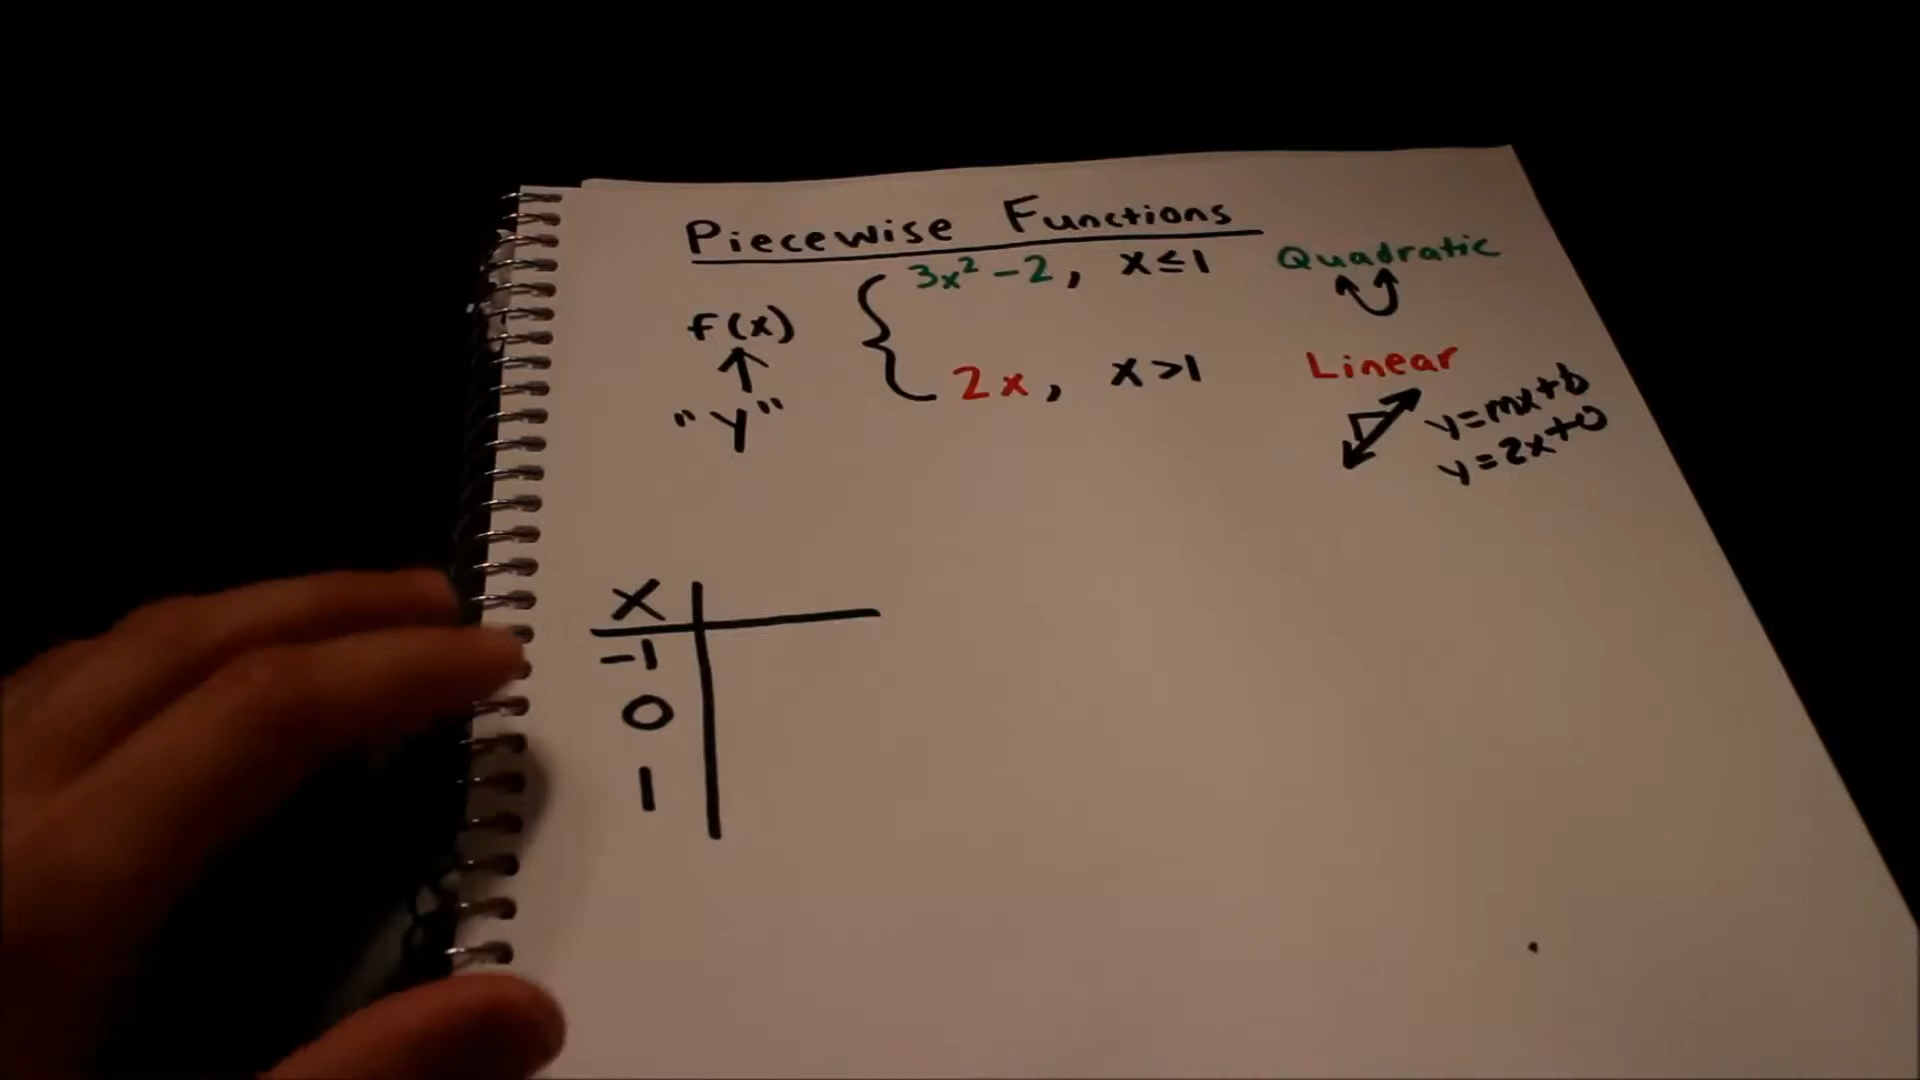 Piecewise Functions
3x² - 2, x ≤ 1 Quadratic
f(x) {
2x, x > 1 Linear
"y" y = mx + b
y = 2x + 0
X
-1
0
1